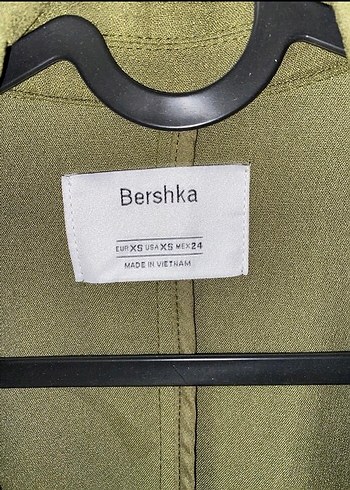 Bershka
EUR XS USA XS MEX 24
MADE IN VIETNAM